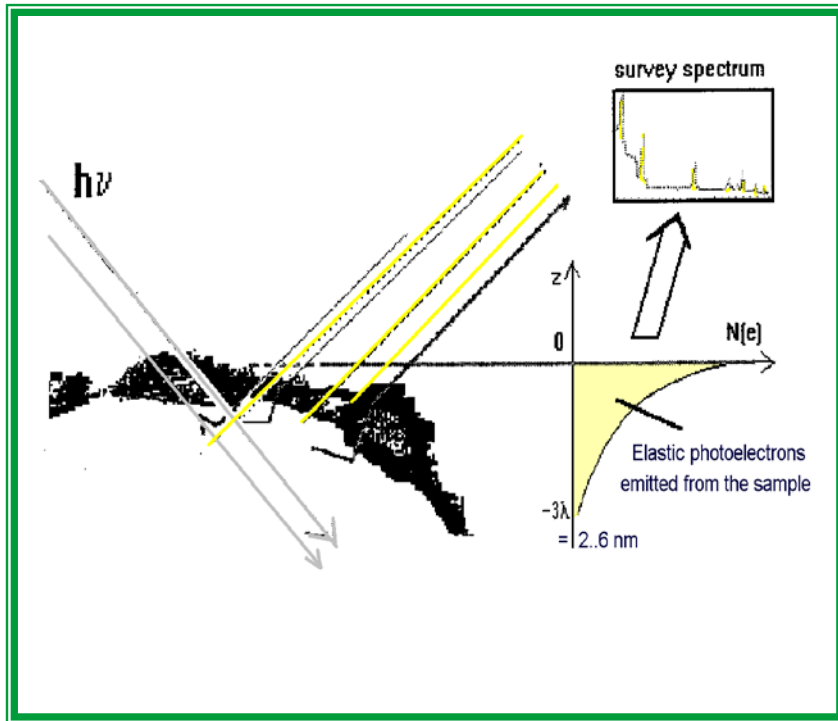 survey spectrum
hν
z
0
N(e)
Elastic photoelectrons
emitted from the sample
-3λ
= 2..6 nm